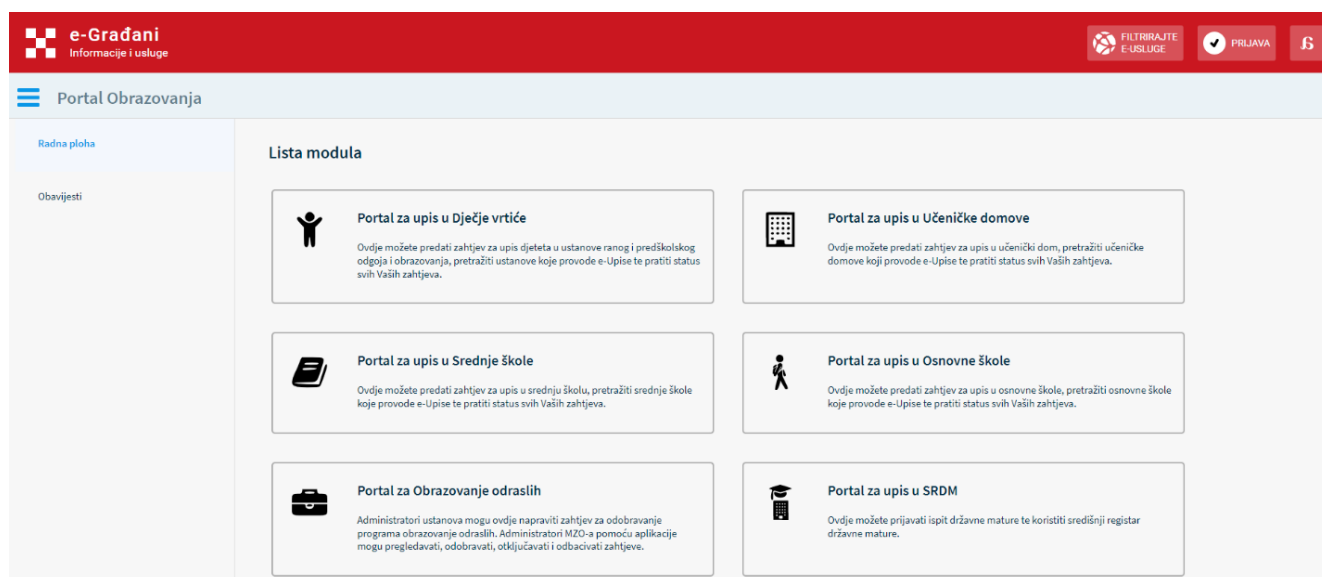 e-Građani
Informacije i usluge
FILTRIRAJTE
E-USLUGE
PRIJAVA
Portal Obrazovanja
Radna ploha
Obavijesti
Lista modula
Portal za upis u Dječje vrtiće
Ovdje možete predati zahtjev za upis djeteta u ustanove ranog i predškolskog
odgoja i obrazovanja, pretražiti ustanove koje provode e-Upise te pratiti status
svih Vaših zahtjeva.
Portal za upis u Učeničke domove
Ovdje možete predati zahtjev za upis u učenički dom, pretražiti učeničke
domove koji provode e-Upise te pratiti status svih Vaših zahtjeva.
Portal za upis u Srednje škole
Ovdje možete predati zahtjev za upis u srednju školu, pretražiti srednje škole
koje provode e-Upise te pratiti status svih Vaših zahtjeva.
Portal za upis u Osnovne škole
Ovdje možete predati zahtjev za upis u osnovne škole, pretražiti osnovne škole
koje provode e-Upise te pratiti status svih Vaših zahtjeva.
Portal za Obrazovanje odraslih
Administratori ustanova mogu ovdje napraviti zahtjev za odobravanje
programa obrazovanje odraslih. Administratori MZO-a pomoću aplikacije
mogu pregledavati, odobravati, otključavati i odbacivati zahtjeve.
Portal za upis u SRDM
Ovdje možete prijavati ispit državne mature te koristiti središnji registar
državne mature.